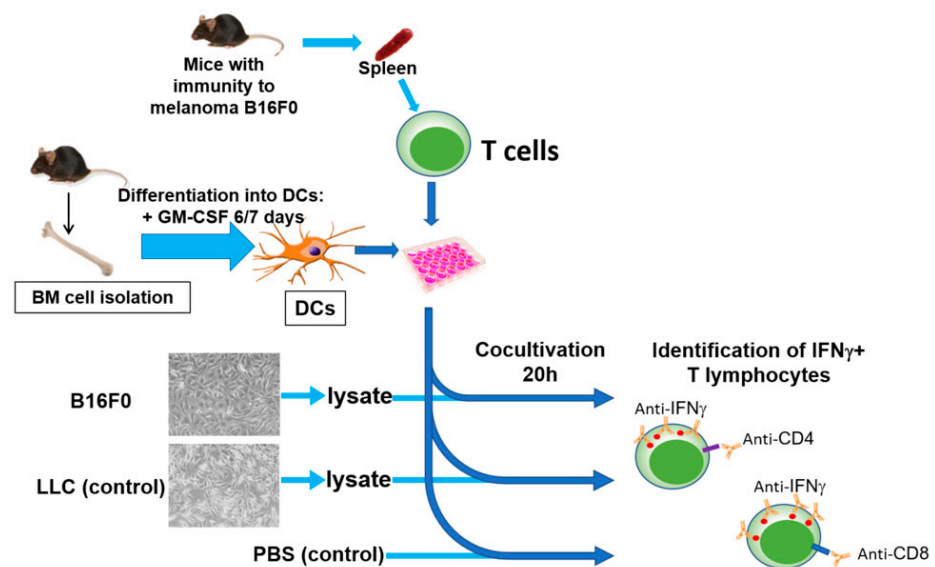 Mice with
immunity to
melanoma B16F0
Spleen
T cells
Differentiation into DCs:
+ GM-CSF 6/7 days
BM cell isolation
DCs
Cocultivation
20h
Identification of IFNγ+
T lymphocytes
B16F0
lysate
Anti-IFNγ
Anti-CD4
LLC (control)
lysate
Anti-IFNγ
PBS (control)
Anti-CD8